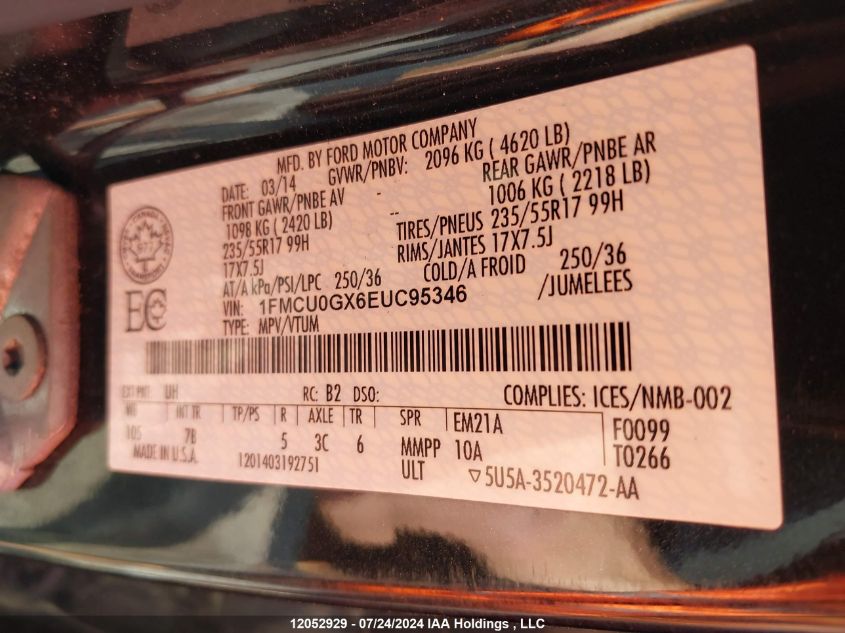 MFD. BY FORD MOTOR COMPANY
DATE: 03/14 GVWR/PNBV: 2096 KG ( 4620 LB)
FRONT GAWR/PNBE AV - REAR GAWR/PNBE AR
1098 KG ( 2420 LB) -- 1006 KG ( 2218 LB)
235/55R17 99H TIRES/PNEUS 235/55R17 99H
17X7.5J RIMS/JANTES 17X7.5J
AT/A kPa/PSI/LPC 250/36 COLD/A FROID 250/36
VIN: 1FMCU0GX6EUC95346 /JUMELEES
TYPE: MPV/VTUM
EC
EXT PNT: UH RC: B2 DSO: COMPLIES: ICES/NMB-002
WB INT TR TP/PS R AXLE TR SPR EM21A F0099
105 7B 5 3C 6 MMPP 10A T0266
MADE IN U.S.A. 1201403192751 ULT 5U5A-3520472-AA
12052929 - 07/24/2024 IAA Holdings , LLC